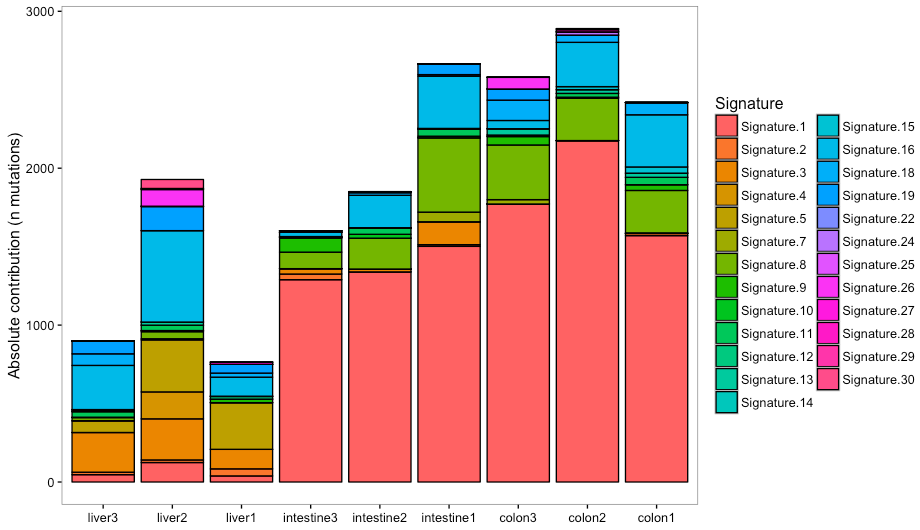 Absolute contribution (n mutations)
3000
2000
1000
0
liver3 liver2 liver1 intestine3 intestine2 intestine1 colon3 colon2 colon1
Signature
Signature.1
Signature.2
Signature.3
Signature.4
Signature.5
Signature.7
Signature.8
Signature.9
Signature.10
Signature.11
Signature.12
Signature.13
Signature.14
Signature.15
Signature.16
Signature.18
Signature.19
Signature.22
Signature.24
Signature.25
Signature.26
Signature.27
Signature.28
Signature.29
Signature.30